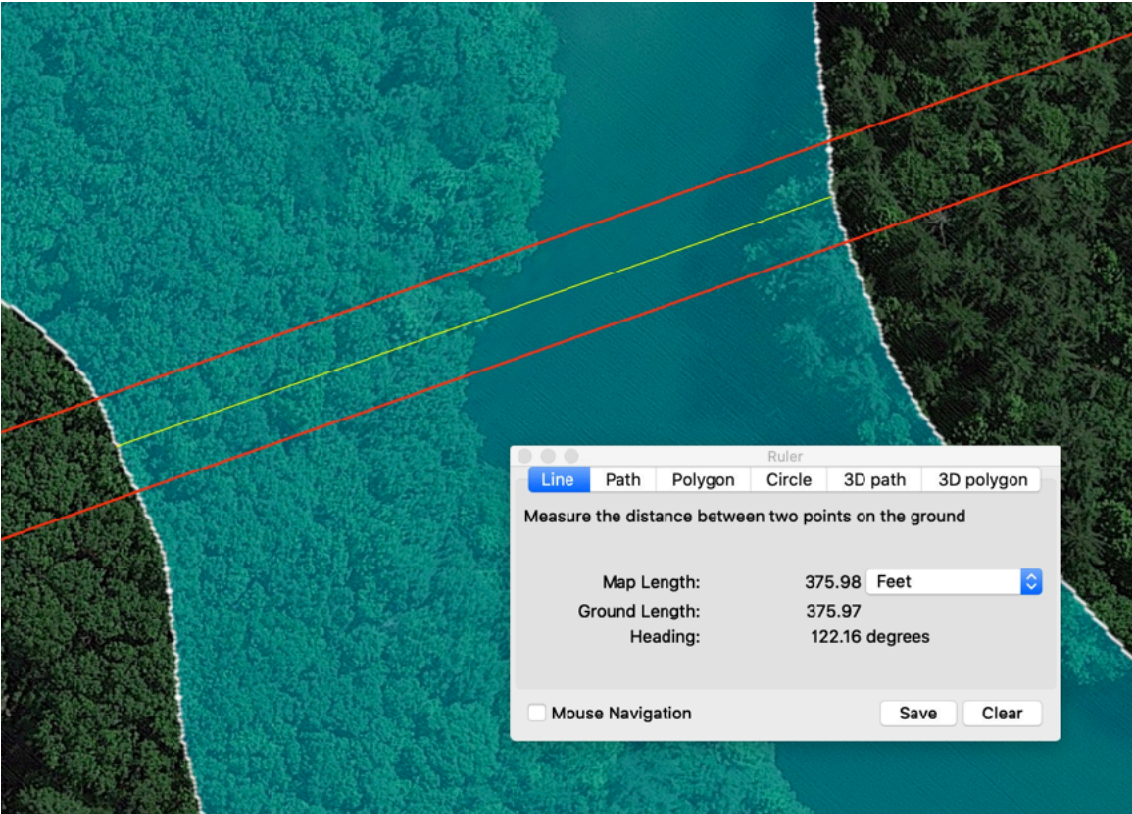 Ruler
Line Path Polygon Circle 3D path 3D polygon
Measure the distance between two points on the ground
Map Length: 375.98 Feet
Ground Length: 375.97
Heading: 122.16 degrees
Mouse Navigation Save Clear